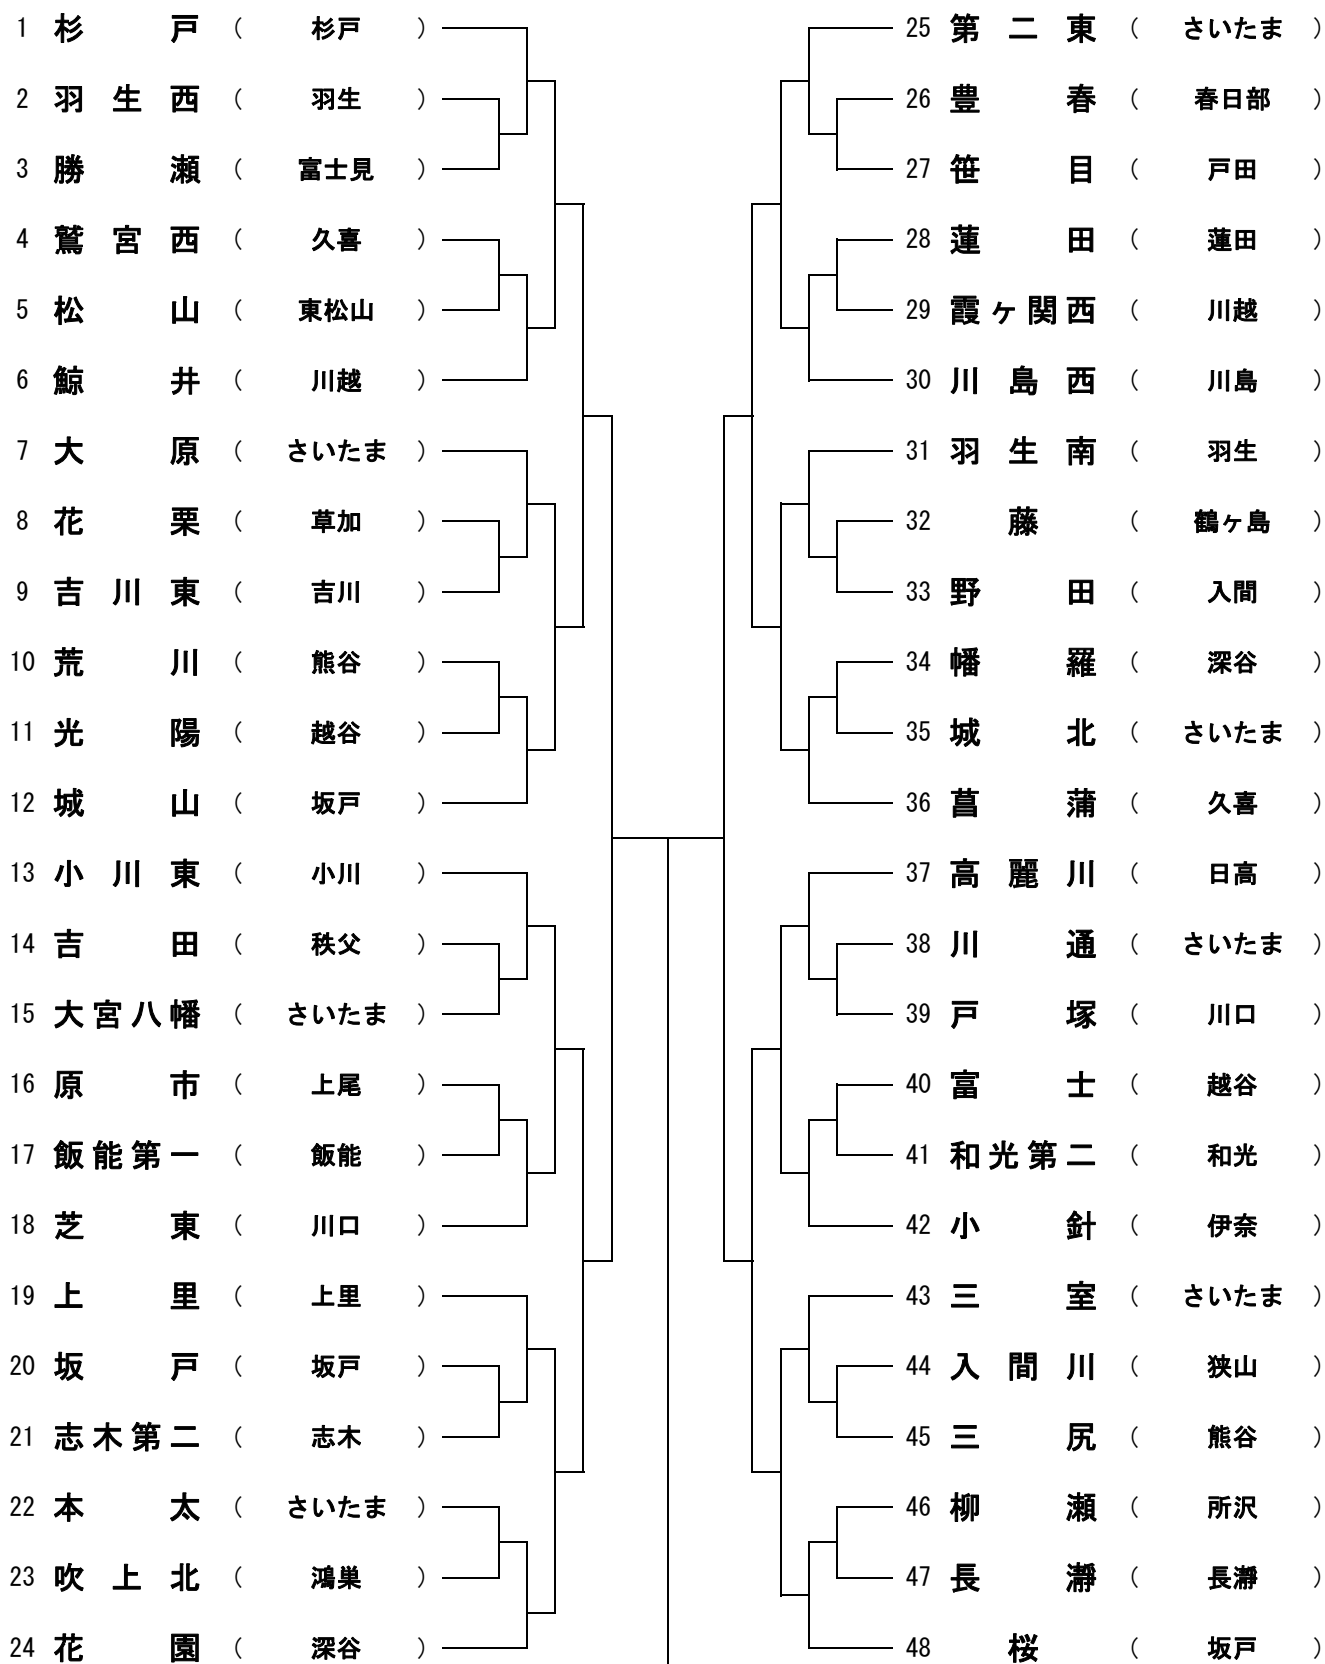 1 杉戸 ( 杉戸 )
2 羽生西 ( 羽生 )
3 勝瀬 ( 富士見 )
4 鷲宮西 ( 久喜 )
5 松山 ( 東松山 )
6 鯨井 ( 川越 )
7 大原 ( さいたま )
8 花栗 ( 草加 )
9 吉川東 ( 吉川 )
10 荒川 ( 熊谷 )
11 光陽 ( 越谷 )
12 城山 ( 坂戸 )
13 小川東 ( 小川 )
14 吉田 ( 秩父 )
15 大宮八幡 ( さいたま )
16 原市 ( 上尾 )
17 飯能第一 ( 飯能 )
18 芝東 ( 川口 )
19 上里 ( 上里 )
20 坂戸 ( 坂戸 )
21 志木第二 ( 志木 )
22 本太 ( さいたま )
23 吹上北 ( 鴻巣 )
24 花園 ( 深谷 )
25 第二東 ( さいたま )
26 豊春 ( 春日部 )
27 笹目 ( 戸田 )
28 蓮田 ( 蓮田 )
29 霞ヶ関西 ( 川越 )
30 川島西 ( 川島 )
31 羽生南 ( 羽生 )
32 藤 ( 鶴ヶ島 )
33 野田 ( 入間 )
34 幡羅 ( 深谷 )
35 城北 ( さいたま )
36 菖蒲 ( 久喜 )
37 高麗川 ( 日高 )
38 川通 ( さいたま )
39 戸塚 ( 川口 )
40 富士 ( 越谷 )
41 和光第二 ( 和光 )
42 小針 ( 伊奈 )
43 三室 ( さいたま )
44 入間川 ( 狭山 )
45 三尻 ( 熊谷 )
46 柳瀬 ( 所沢 )
47 長瀞 ( 長瀞 )
48 桜 ( 坂戸 )